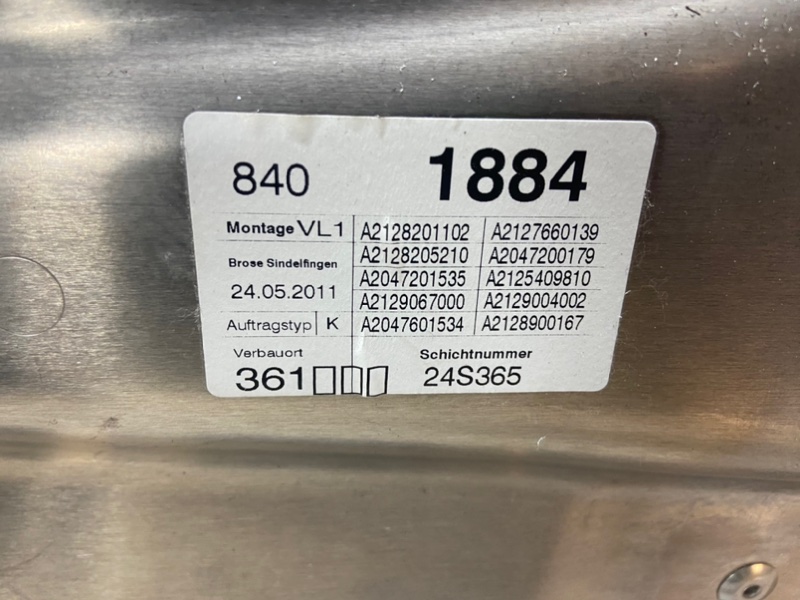 840 1884
Montage VL1 A2128201102 A2127660139
A2128205210 A2047200179
Brose Sindelfingen
A2047201535 A2125409810
24.05.2011 A2129067000 A2129004002
Auftragstyp K A2047601534 A2128900167
Verbauort Schichtnummer
361 24S365